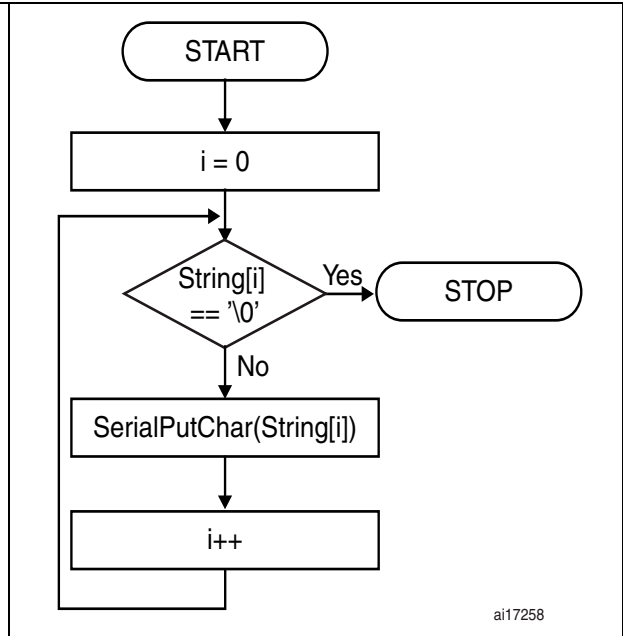 START
i = 0
String[i]
== '\0’
Yes
STOP
No
SerialPutChar(String[i])
i++
ai17258